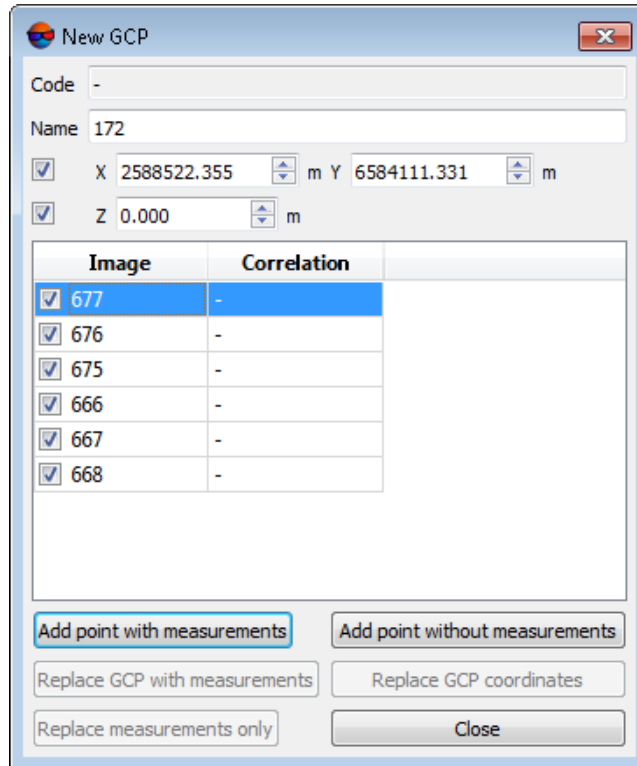 New GCP
Code -
Name 172
X 2588522.355 m Y 6584111.331 m
Z 0.000 m
Image Correlation
677 -
676 -
675 -
666 -
667 -
668 -
Add point with measurements Add point without measurements
Replace GCP with measurements Replace GCP coordinates
Replace measurements only Close